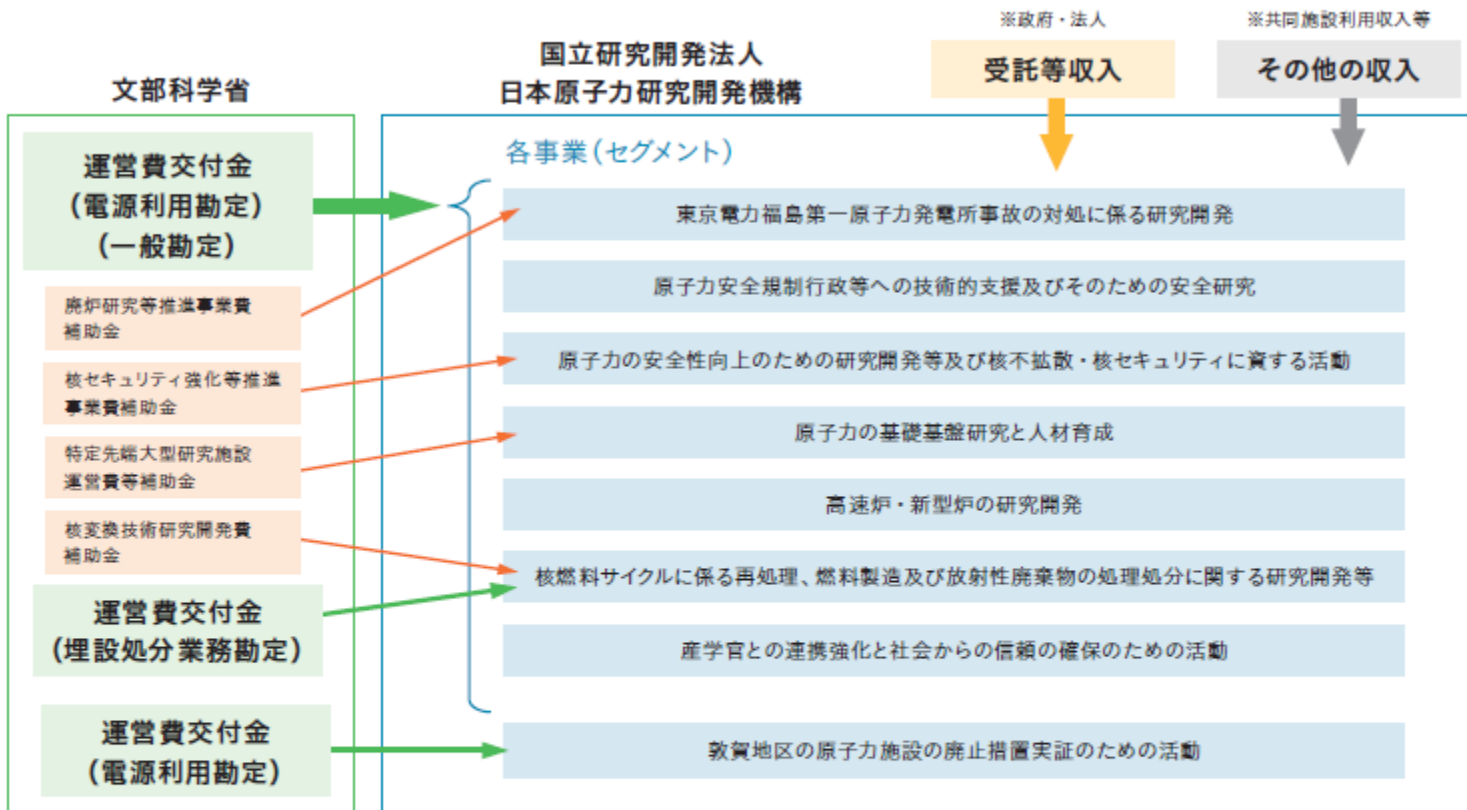 ※政府・法人
※共同施設利用収入等
国立研究開発法人
日本原子力研究開発機構
受託等収入
その他の収入
文部科学省
運営費交付金
(電源利用勘定)
(一般勘定)
廃炉研究等推進事業費
補助金
核セキュリティ強化等推進
事業費補助金
特定先端大型研究施設
運営費等補助金
核変換技術研究開発費
補助金
運営費交付金
(埋設処分業務勘定)
運営費交付金
(電源利用勘定)
各事業(セグメント)
東京電力福島第一原子力発電所事故の対処に係る研究開発
原子力安全規制行政等への技術的支援及びそのための安全研究
原子力の安全性向上のための研究開発等及び核不拡散・核セキュリティに資する活動
原子力の基礎基盤研究と人材育成
高速炉・新型炉の研究開発
核燃料サイクルに係る再処理、燃料製造及び放射性廃棄物の処理処分に関する研究開発等
産学官との連携強化と社会からの信頼の確保のための活動
敦賀地区の原子力施設の廃止措置実証のための活動